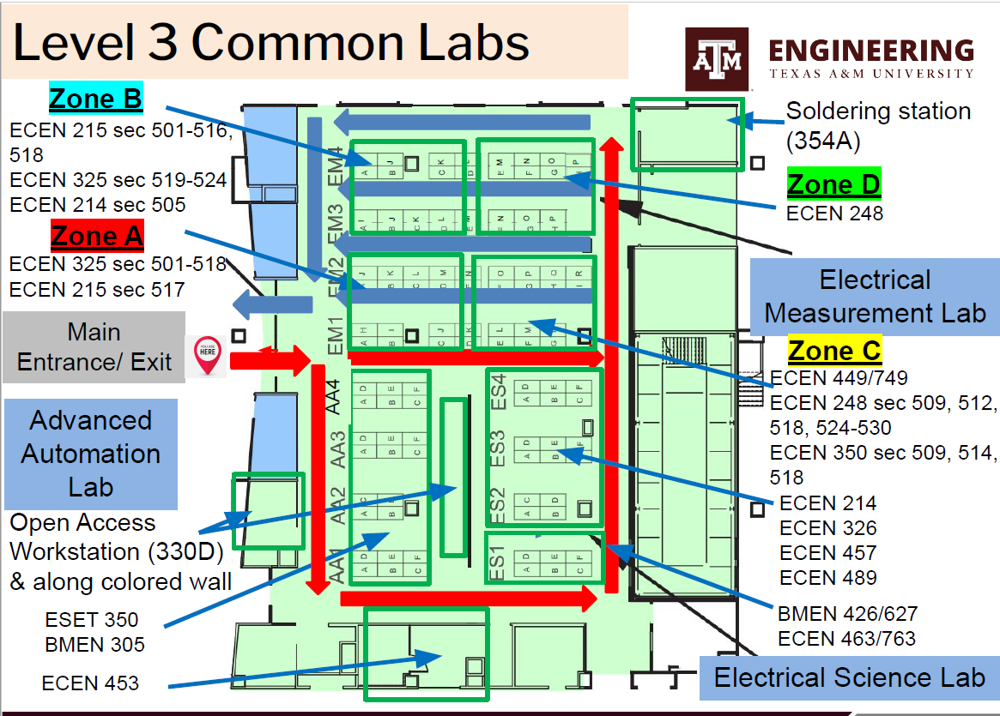 Level 3 Common Labs
ĀM
ENGINEERING
TEXAS A&M UNIVERSITY
Zone B
ECEN 215 sec 501-516,
518
ECEN 325 sec 519-524
ECEN 214 sec 505
Zone A
ECEN 325 sec 501-518
ECEN 215 sec 517
Main
Entrance/ Exit
YOU ARE
HERE
Advanced
Automation
Lab
Open Access
Workstation (330D)
& along colored wall
ESET 350
BMEN 305
ECEN 453
EM4
EM3
EM2
EM1
AA4
AA3
AA2
AA1
ES4
ES3
ES2
ES1
Soldering station
(354A)
Zone D
ECEN 248
Electrical
Measurement Lab
Zone C
ECEN 449/749
ECEN 248 sec 509, 512,
518, 524-530
ECEN 350 sec 509, 514,
518
ECEN 214
ECEN 326
ECEN 457
ECEN 489
BMEN 426/627
ECEN 463/763
Electrical Science Lab